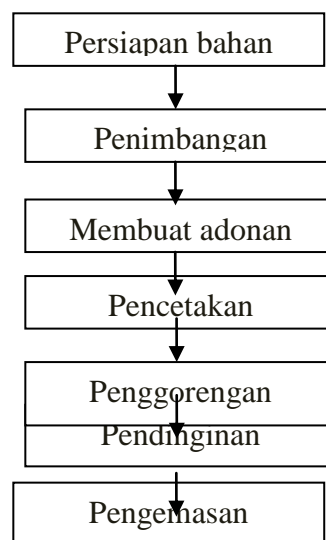 Persiapan bahan
Penimbangan
Membuat adonan
Pencetakan
Penggorengan
Pendinginan
Pengemasan